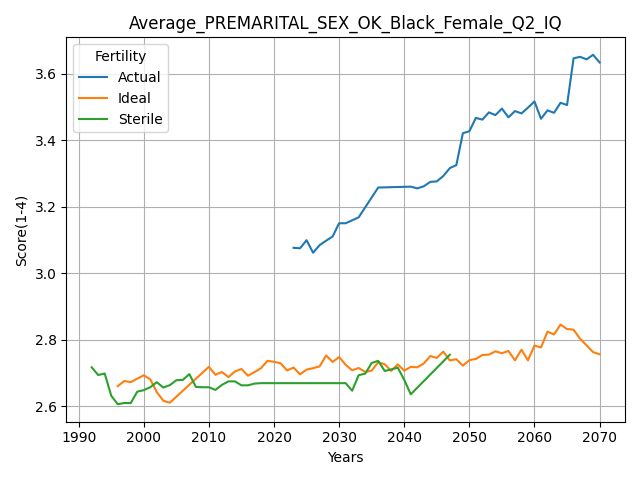 Average_PREMARITAL_SEX_OK_Black_Female_Q2_IQ
Fertility
Actual
Ideal
Sterile
Score(1-4)
3.6
3.4
3.2
3.0
2.8
2.6
1990 2000 2010 2020 2030 2040 2050 2060 2070
Years